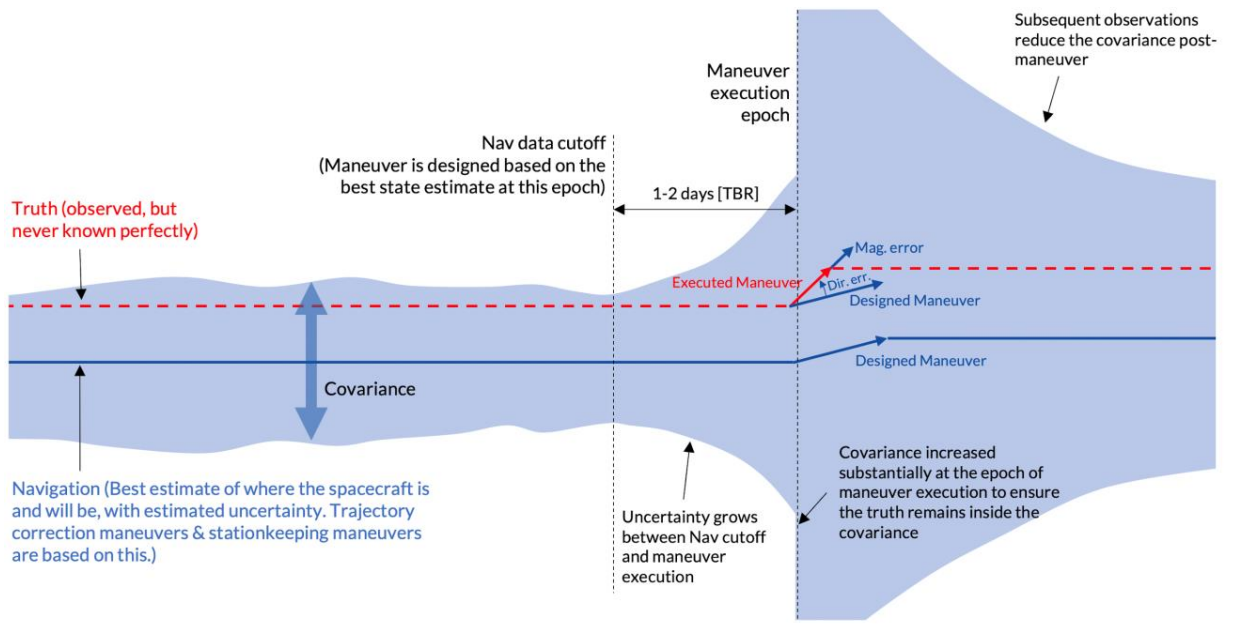 Subsequent observations
reduce the covariance post-
maneuver
Maneuver
execution
epoch
Nav data cutoff
(Maneuver is designed based on the
best state estimate at this epoch)
1-2 days [TBR]
Truth (observed, but
never known perfectly)
Mag. error
Executed Maneuver
Dir. err.
Designed Maneuver
Designed Maneuver
Covariance
Navigation (Best estimate of where the spacecraft is
and will be, with estimated uncertainty. Trajectory
correction maneuvers & stationkeeping maneuvers
are based on this.)
Uncertainty grows
between Nav cutoff
and maneuver
execution
Covariance increased
substantially at the epoch of
maneuver execution to ensure
the truth remains inside the
covariance